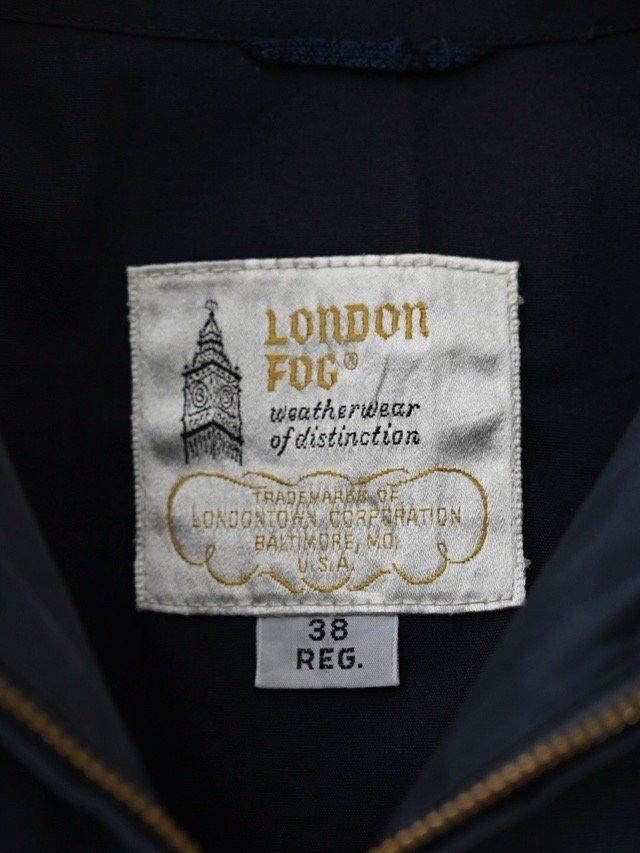 LONDON
FOG®
weatherwear
of distinction
TRADEMARKS OF
LONDONTOWN CORPORATION
BALTIMORE, MD.
U.S.A.
38
REG.